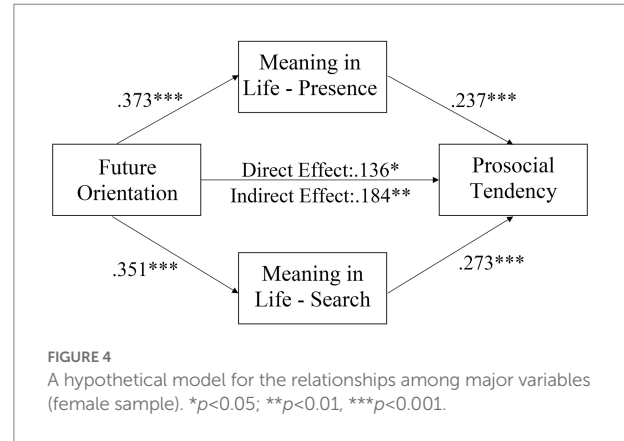 Meaning in
Life - Presence
.373***
.237***
Future
Orientation
Direct Effect:.136*
Indirect Effect:.184**
Prosocial
Tendency
.351***
.273***
Meaning in
Life - Search
FIGURE 4
A hypothetical model for the relationships among major variables
(female sample). *p<0.05; **p<0.01, ***p<0.001.